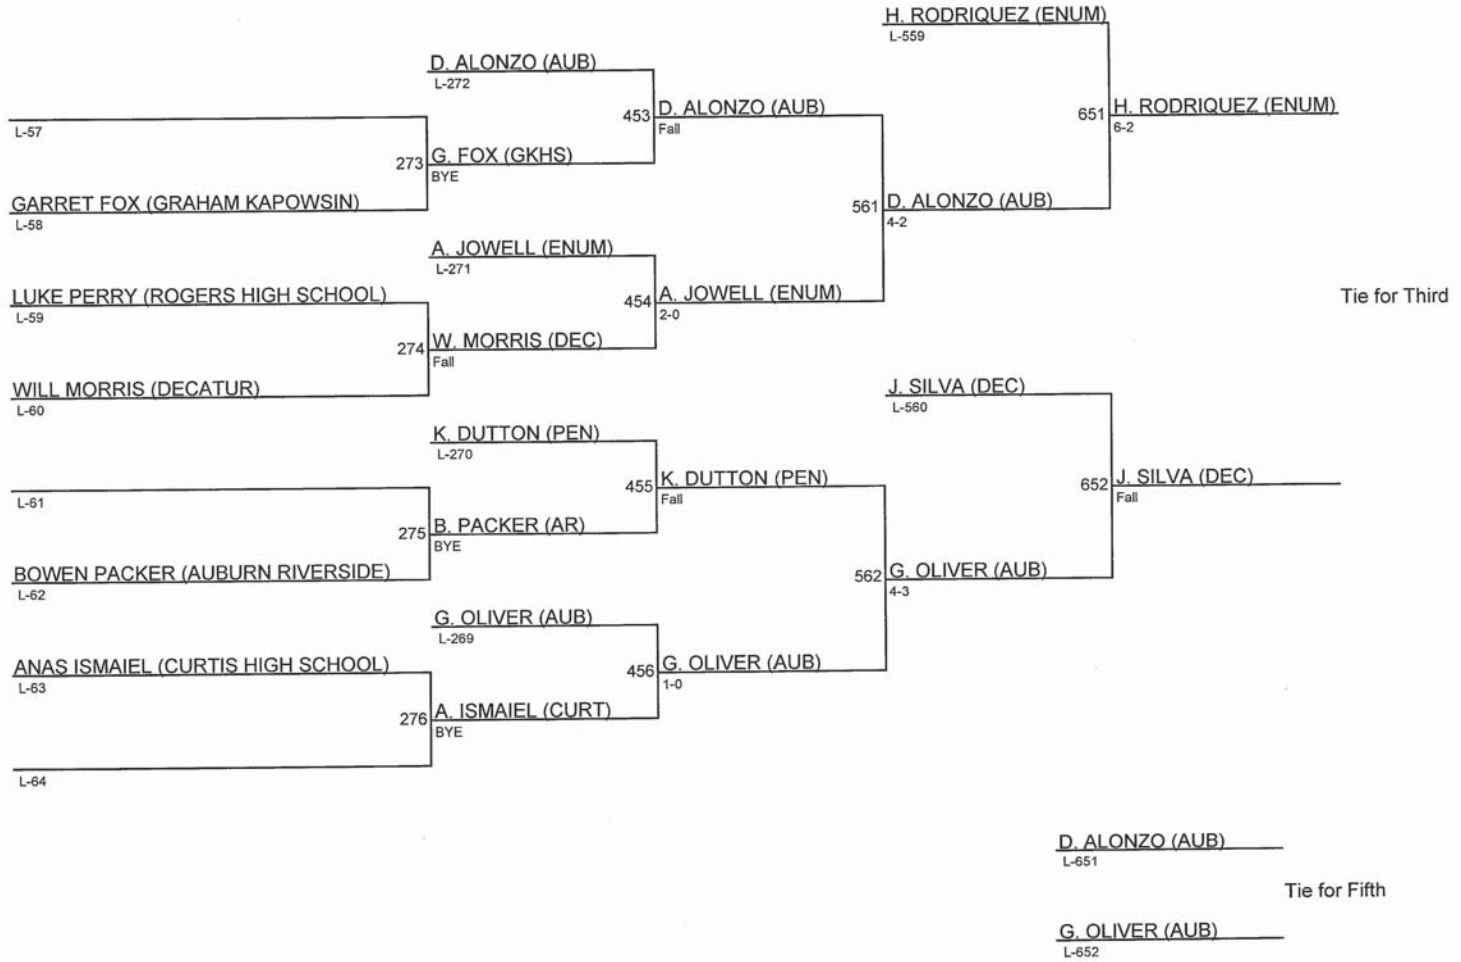 H. RODRIQUEZ (ENUM)
L-559
D. ALONZO (AUB)
L-272
651 H. RODRIQUEZ (ENUM)
6-2
453 D. ALONZO (AUB)
Fall
L-57
273 G. FOX (GKHS)
BYE
GARRET FOX (GRAHAM KAPOWSIN)
L-58
561 D. ALONZO (AUB)
4-2
A. JOWELL (ENUM)
L-271
LUKE PERRY (ROGERS HIGH SCHOOL)
L-59
454 A. JOWELL (ENUM)
2-0
Tie for Third
274 W. MORRIS (DEC)
Fall
WILL MORRIS (DECATUR)
L-60
J. SILVA (DEC)
L-560
K. DUTTON (PEN)
L-270
652 J. SILVA (DEC)
Fall
455 K. DUTTON (PEN)
Fall
L-61
275 B. PACKER (AR)
BYE
BOWEN PACKER (AUBURN RIVERSIDE)
L-62
562 G. OLIVER (AUB)
4-3
G. OLIVER (AUB)
L-269
ANAS ISMAIEL (CURTIS HIGH SCHOOL)
L-63
456 G. OLIVER (AUB)
1-0
276 A. ISMAIEL (CURT)
BYE
L-64
D. ALONZO (AUB)
L-651
Tie for Fifth
G. OLIVER (AUB)
L-652